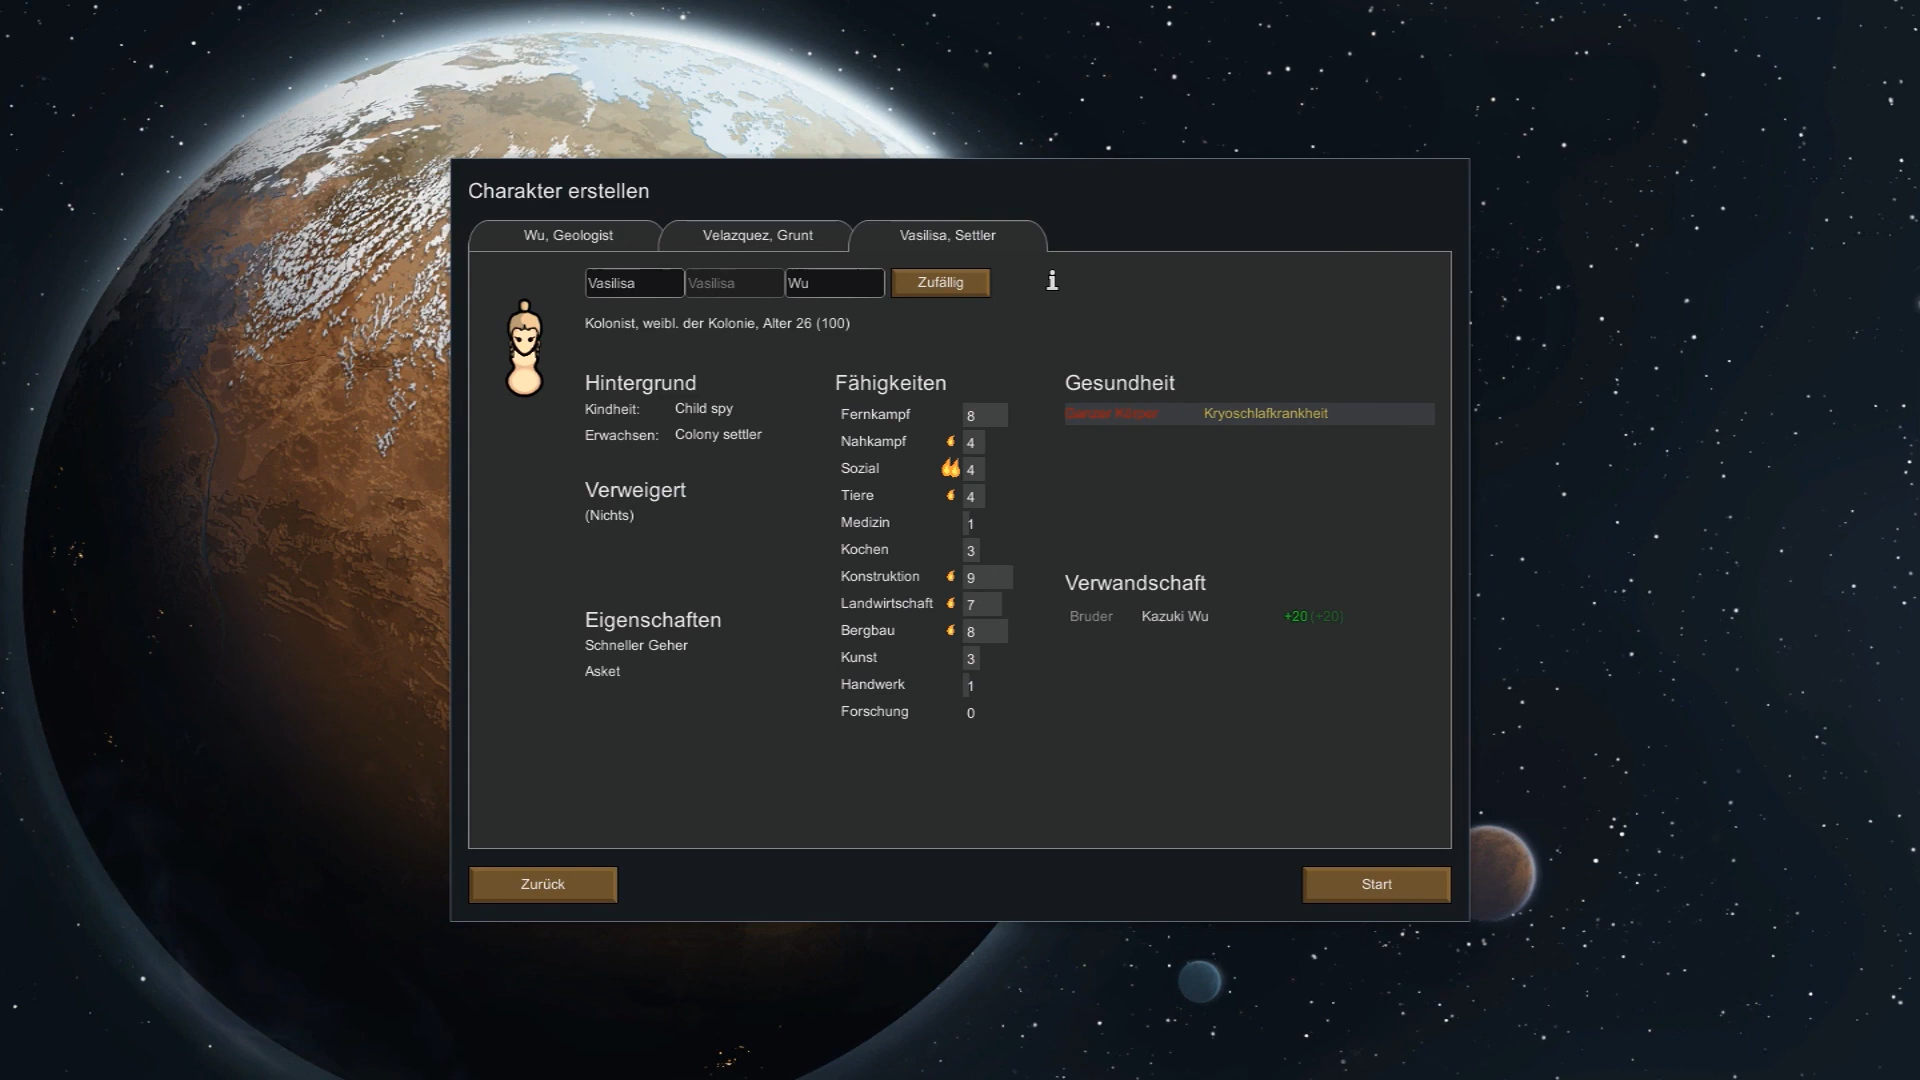 Charakter erstellen
Wu, Geologist
Velazquez, Grunt
Vasilisa, Settler
Vasilisa
Vasilisa
Wu
Zufällig
Kolonist, weibl. der Kolonie, Alter 26 (100)
Hintergrund
Kindheit: Child spy
Erwachsen: Colony settler
Verweigert
(Nichts)
Eigenschaften
Schneller Geher
Asket
Fähigkeiten
Fernkampf 8
Nahkampf 4
Sozial 4
Tiere 4
Medizin 1
Kochen 3
Konstruktion 9
Landwirtschaft 7
Bergbau 8
Kunst 3
Handwerk 1
Forschung 0
Gesundheit
Ganzer Körper Kryoschlafkrankheit
Verwandschaft
Bruder Kazuki Wu +20 (+20)
Zurück
Start